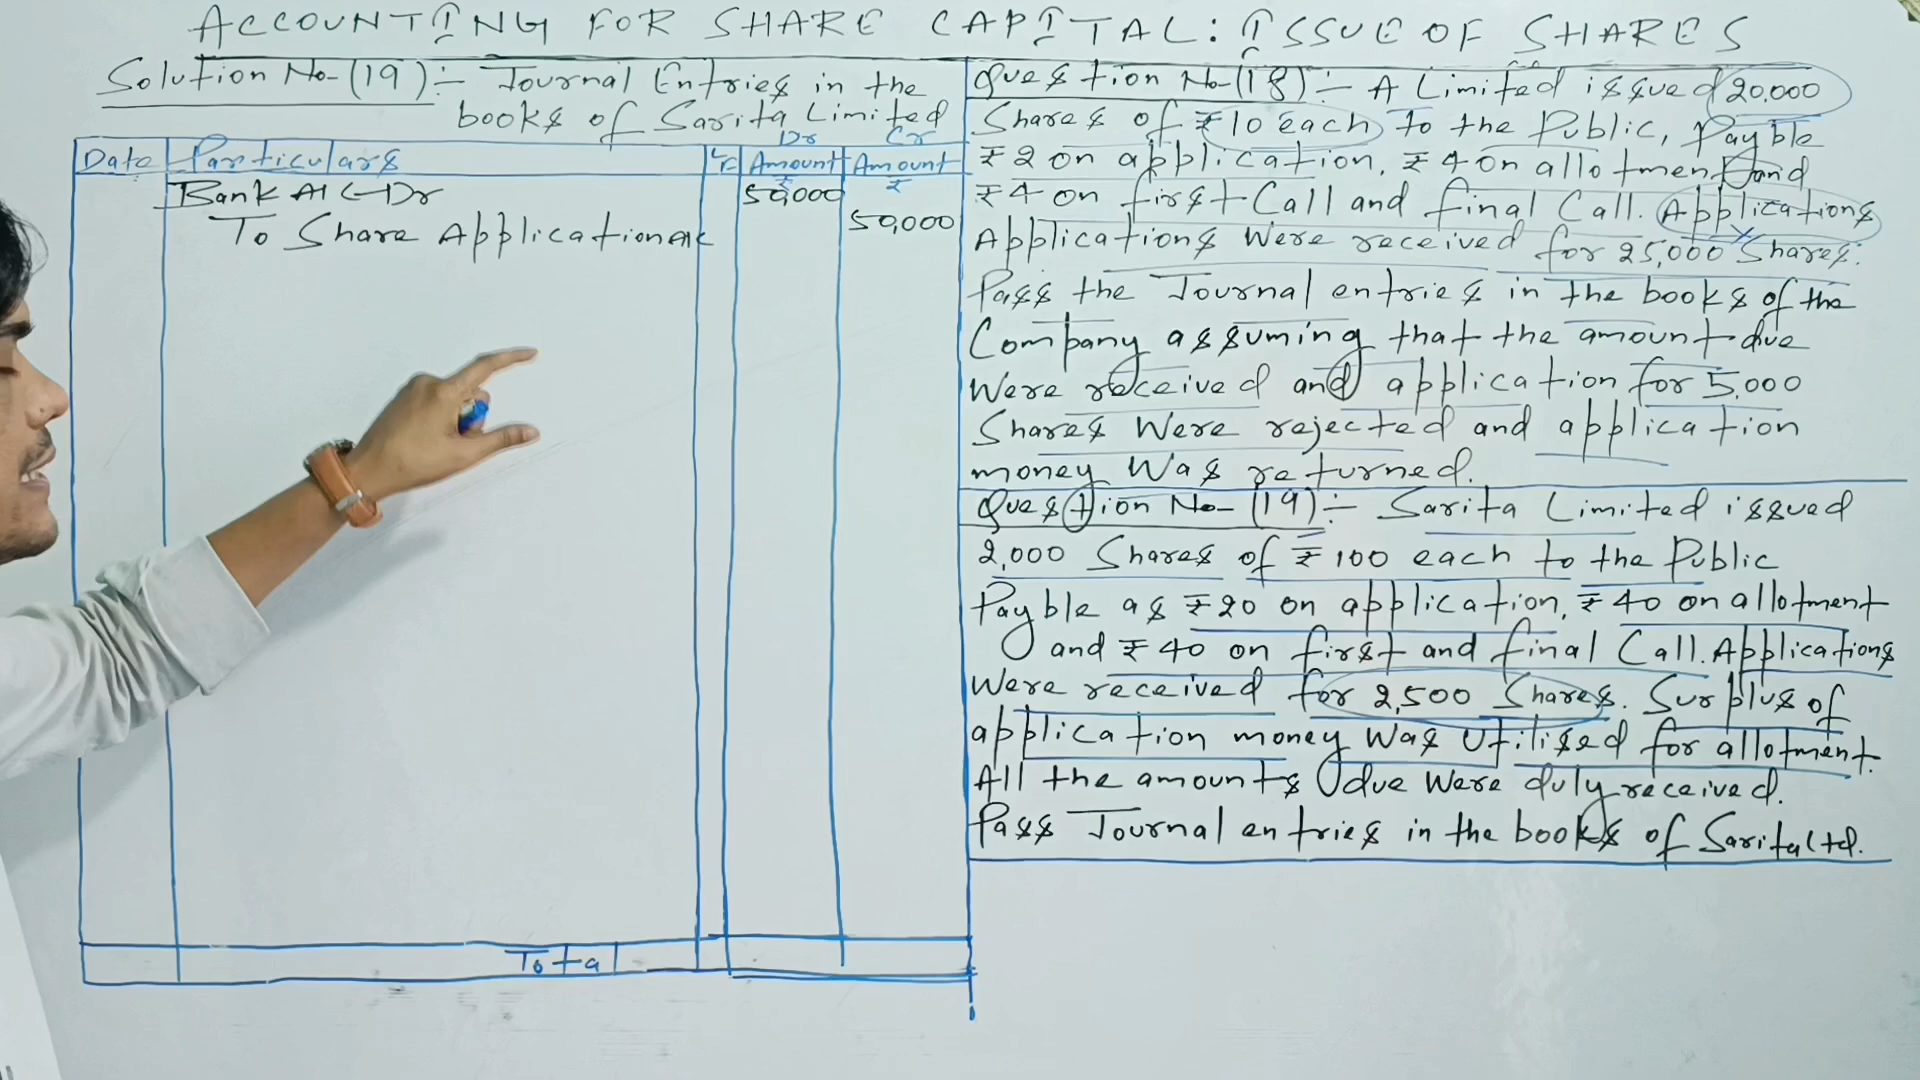 ACCOUNTING FOR SHARE CAPITAL: ISSUE OF SHARES
Solution No-(19):- Journal Entries in the
books of Sarita Limited
Dr Cr
Date Particulars L.F Amount ₹ Amount ₹
Bank A/c-Dr 50,000
To Share Application A/c 50,000
Total
Question No-(18):- A Limited issued 20,000
Shares of ₹10 each to the Public, Payble
₹2 on application, ₹4 on allotment and
₹4 on first Call and final Call. Applications
Applications Were received for 25,000 Shares.
Pass the Journal entries in the books of the
Company assuming that the amount due
Were received and application for 5,000
Shares Were rejected and application
money Was returned.
Question No-(19):- Sarita Limited issued
2,000 Shares of ₹100 each to the Public
Payble as ₹20 on application, ₹40 on allotment
and ₹40 on first and final Call. Applications
Were received for 2,500 Shares. Surplus of
application money Was Utilised for allotment.
All the amounts due Were duly received.
Pass Journal entries in the books of Sarita Ltd.